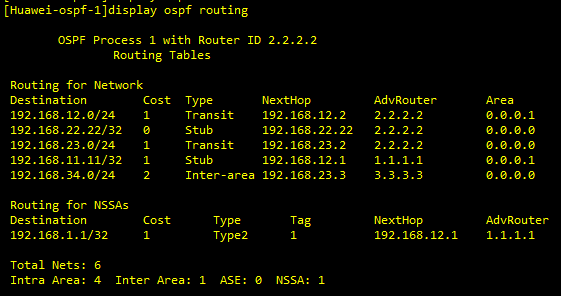 [Huawei-ospf-1]display ospf routing
OSPF Process 1 with Router ID 2.2.2.2
Routing Tables
Routing for Network
Destination Cost Type NextHop AdvRouter Area
192.168.12.0/24 1 Transit 192.168.12.2 2.2.2.2 0.0.0.1
192.168.22.22/32 0 Stub 192.168.22.22 2.2.2.2 0.0.0.0
192.168.23.0/24 1 Transit 192.168.23.2 2.2.2.2 0.0.0.0
192.168.11.11/32 1 Stub 192.168.12.1 1.1.1.1 0.0.0.1
192.168.34.0/24 2 Inter-area 192.168.23.3 3.3.3.3 0.0.0.0
Routing for NSSAs
Destination Cost Type Tag NextHop AdvRouter
192.168.1.1/32 1 Type2 1 192.168.12.1 1.1.1.1
Total Nets: 6
Intra Area: 4 Inter Area: 1 ASE: 0 NSSA: 1